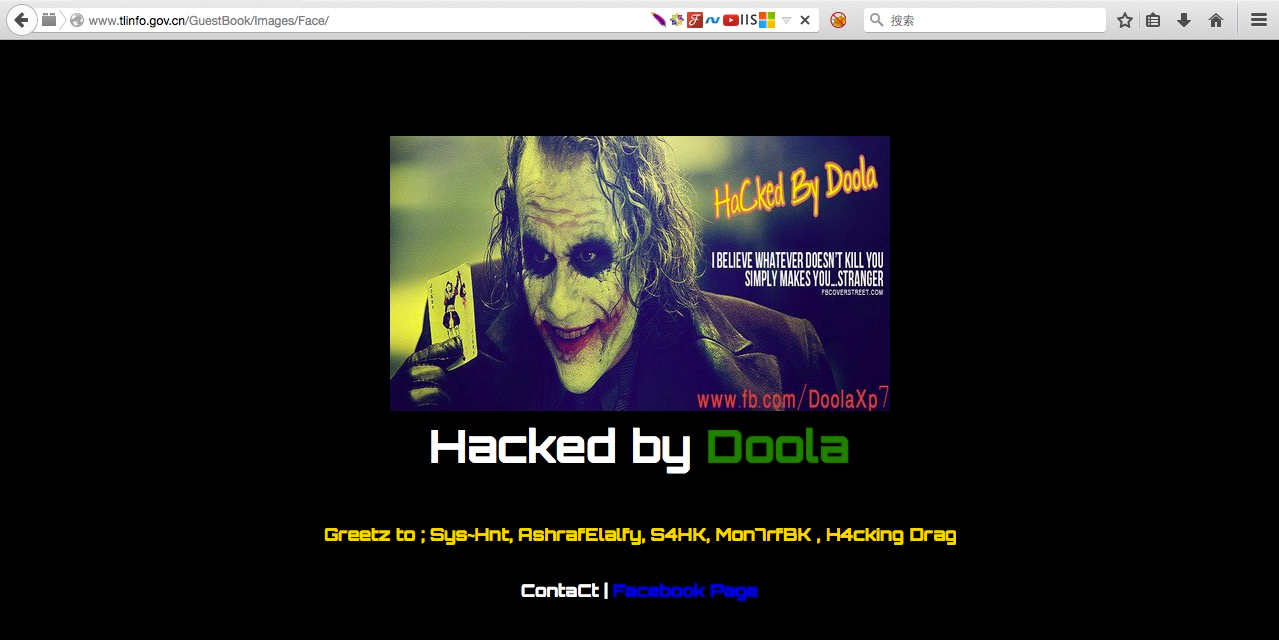 www.tlinfo.gov.cn/GuestBook/Images/Face/
IIS
搜索
HaCked By Doola
I BELIEVE WHATEVER DOESN'T KILL YOU
SIMPLY MAKES YOU...STRANGER
FBCOVERSTREET.COM
JOKER
www.fb.com/DoolaXp7
Hacked by Doola
Greetz to ; Sys~Hnt, AshrafElalfy, S4HK, Mon7rfBK , H4cking Drag
ContaCt | Facebook Page